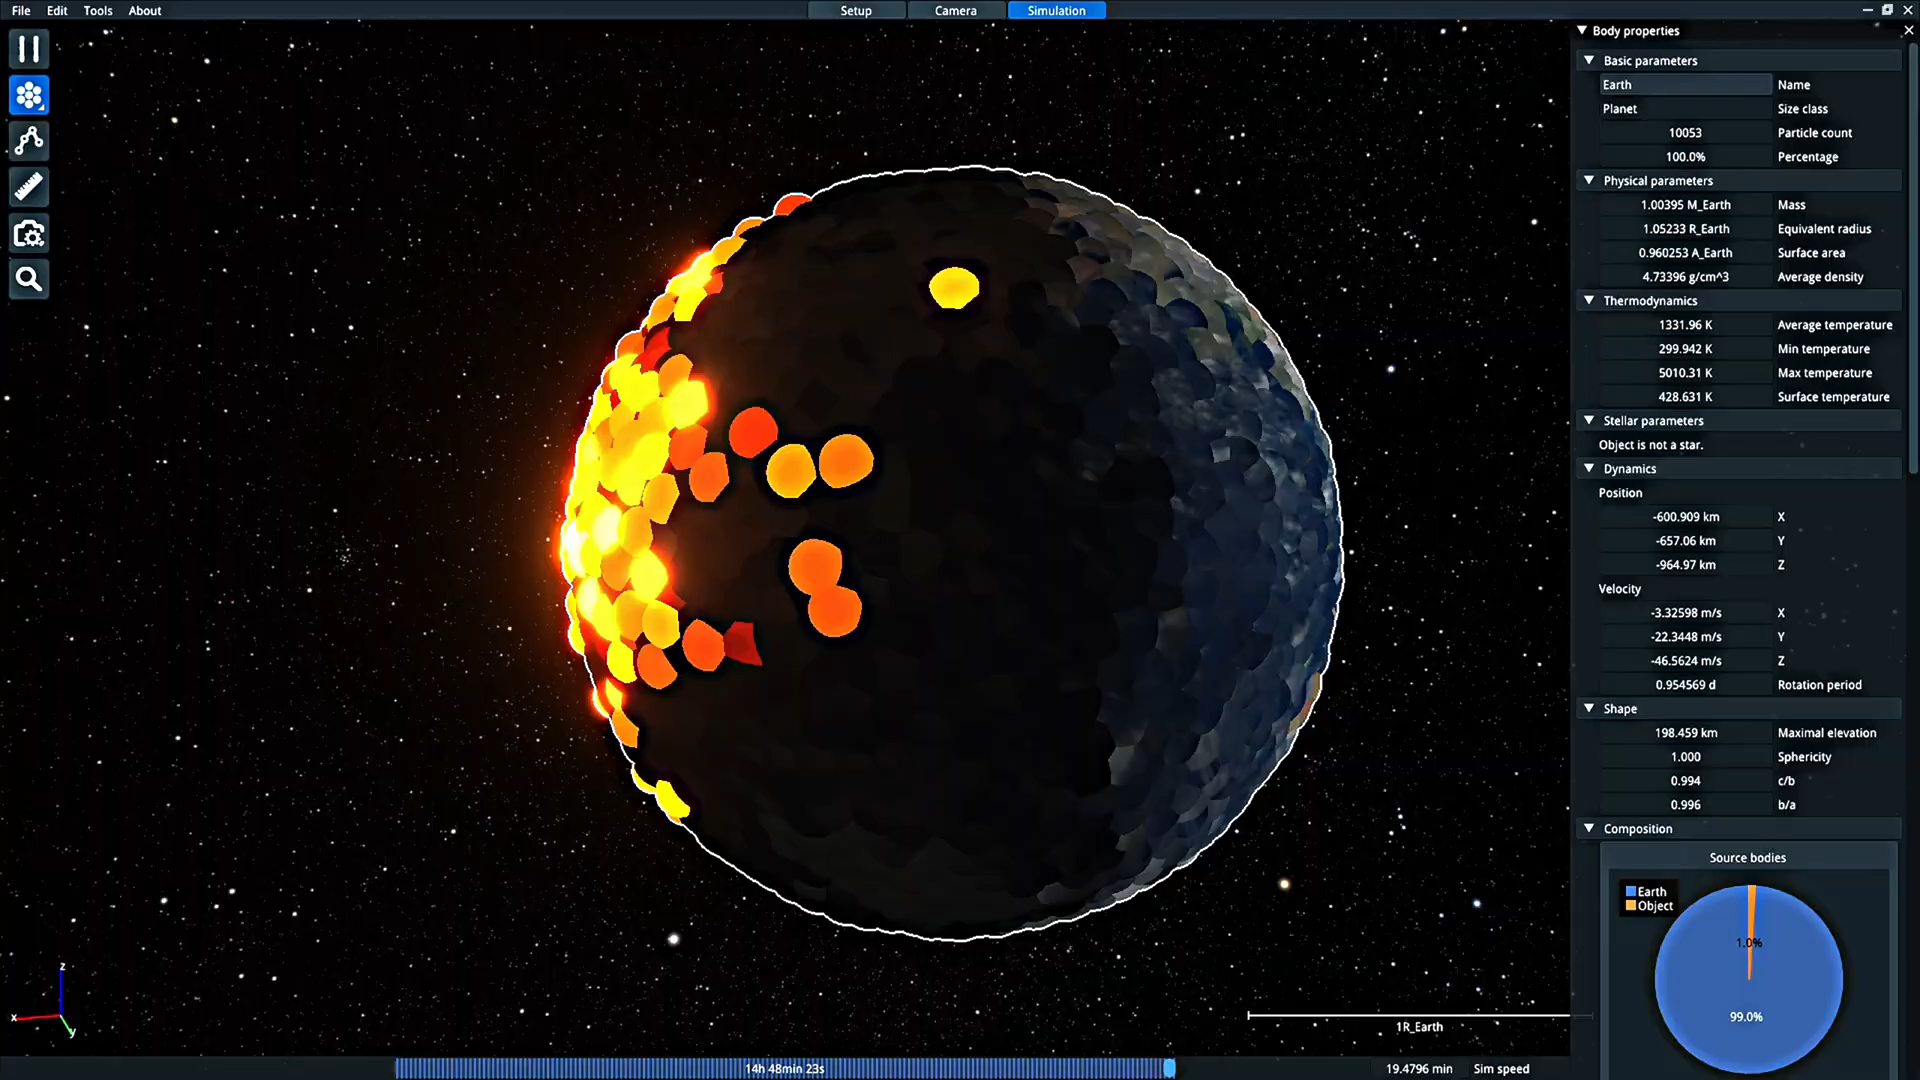 File Edit Tools About
Setup Camera Simulation
Body properties
Basic parameters
Earth Name
Planet Size class
10053 Particle count
100.0% Percentage
Physical parameters
1.00395 M_Earth Mass
1.05233 R_Earth Equivalent radius
0.960253 A_Earth Surface area
4.73396 g/cm^3 Average density
Thermodynamics
1331.96 K Average temperature
299.942 K Min temperature
5010.31 K Max temperature
428.631 K Surface temperature
Stellar parameters
Object is not a star.
Dynamics
Position
-600.909 km X
-657.06 km Y
-964.97 km Z
Velocity
-3.32598 m/s X
-22.3448 m/s Y
-46.5624 m/s Z
0.954569 d Rotation period
Shape
198.459 km Maximal elevation
1.000 Sphericity
0.994 c/b
0.996 b/a
Composition
Source bodies
Earth
Object
1.0%
99.0%
z
x
y
1R_Earth
14h 48min 23s
19.4796 min Sim speed